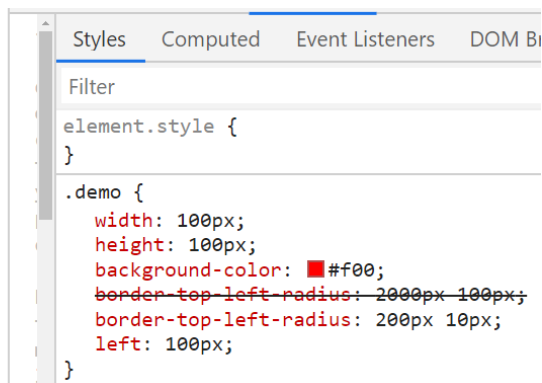 Styles Computed Event Listeners DOM Br
Filter
element.style {
}
.demo {
width: 100px;
height: 100px;
background-color: #f00;
border-top-left-radius: 2000px 100px;
border-top-left-radius: 200px 10px;
left: 100px;
}